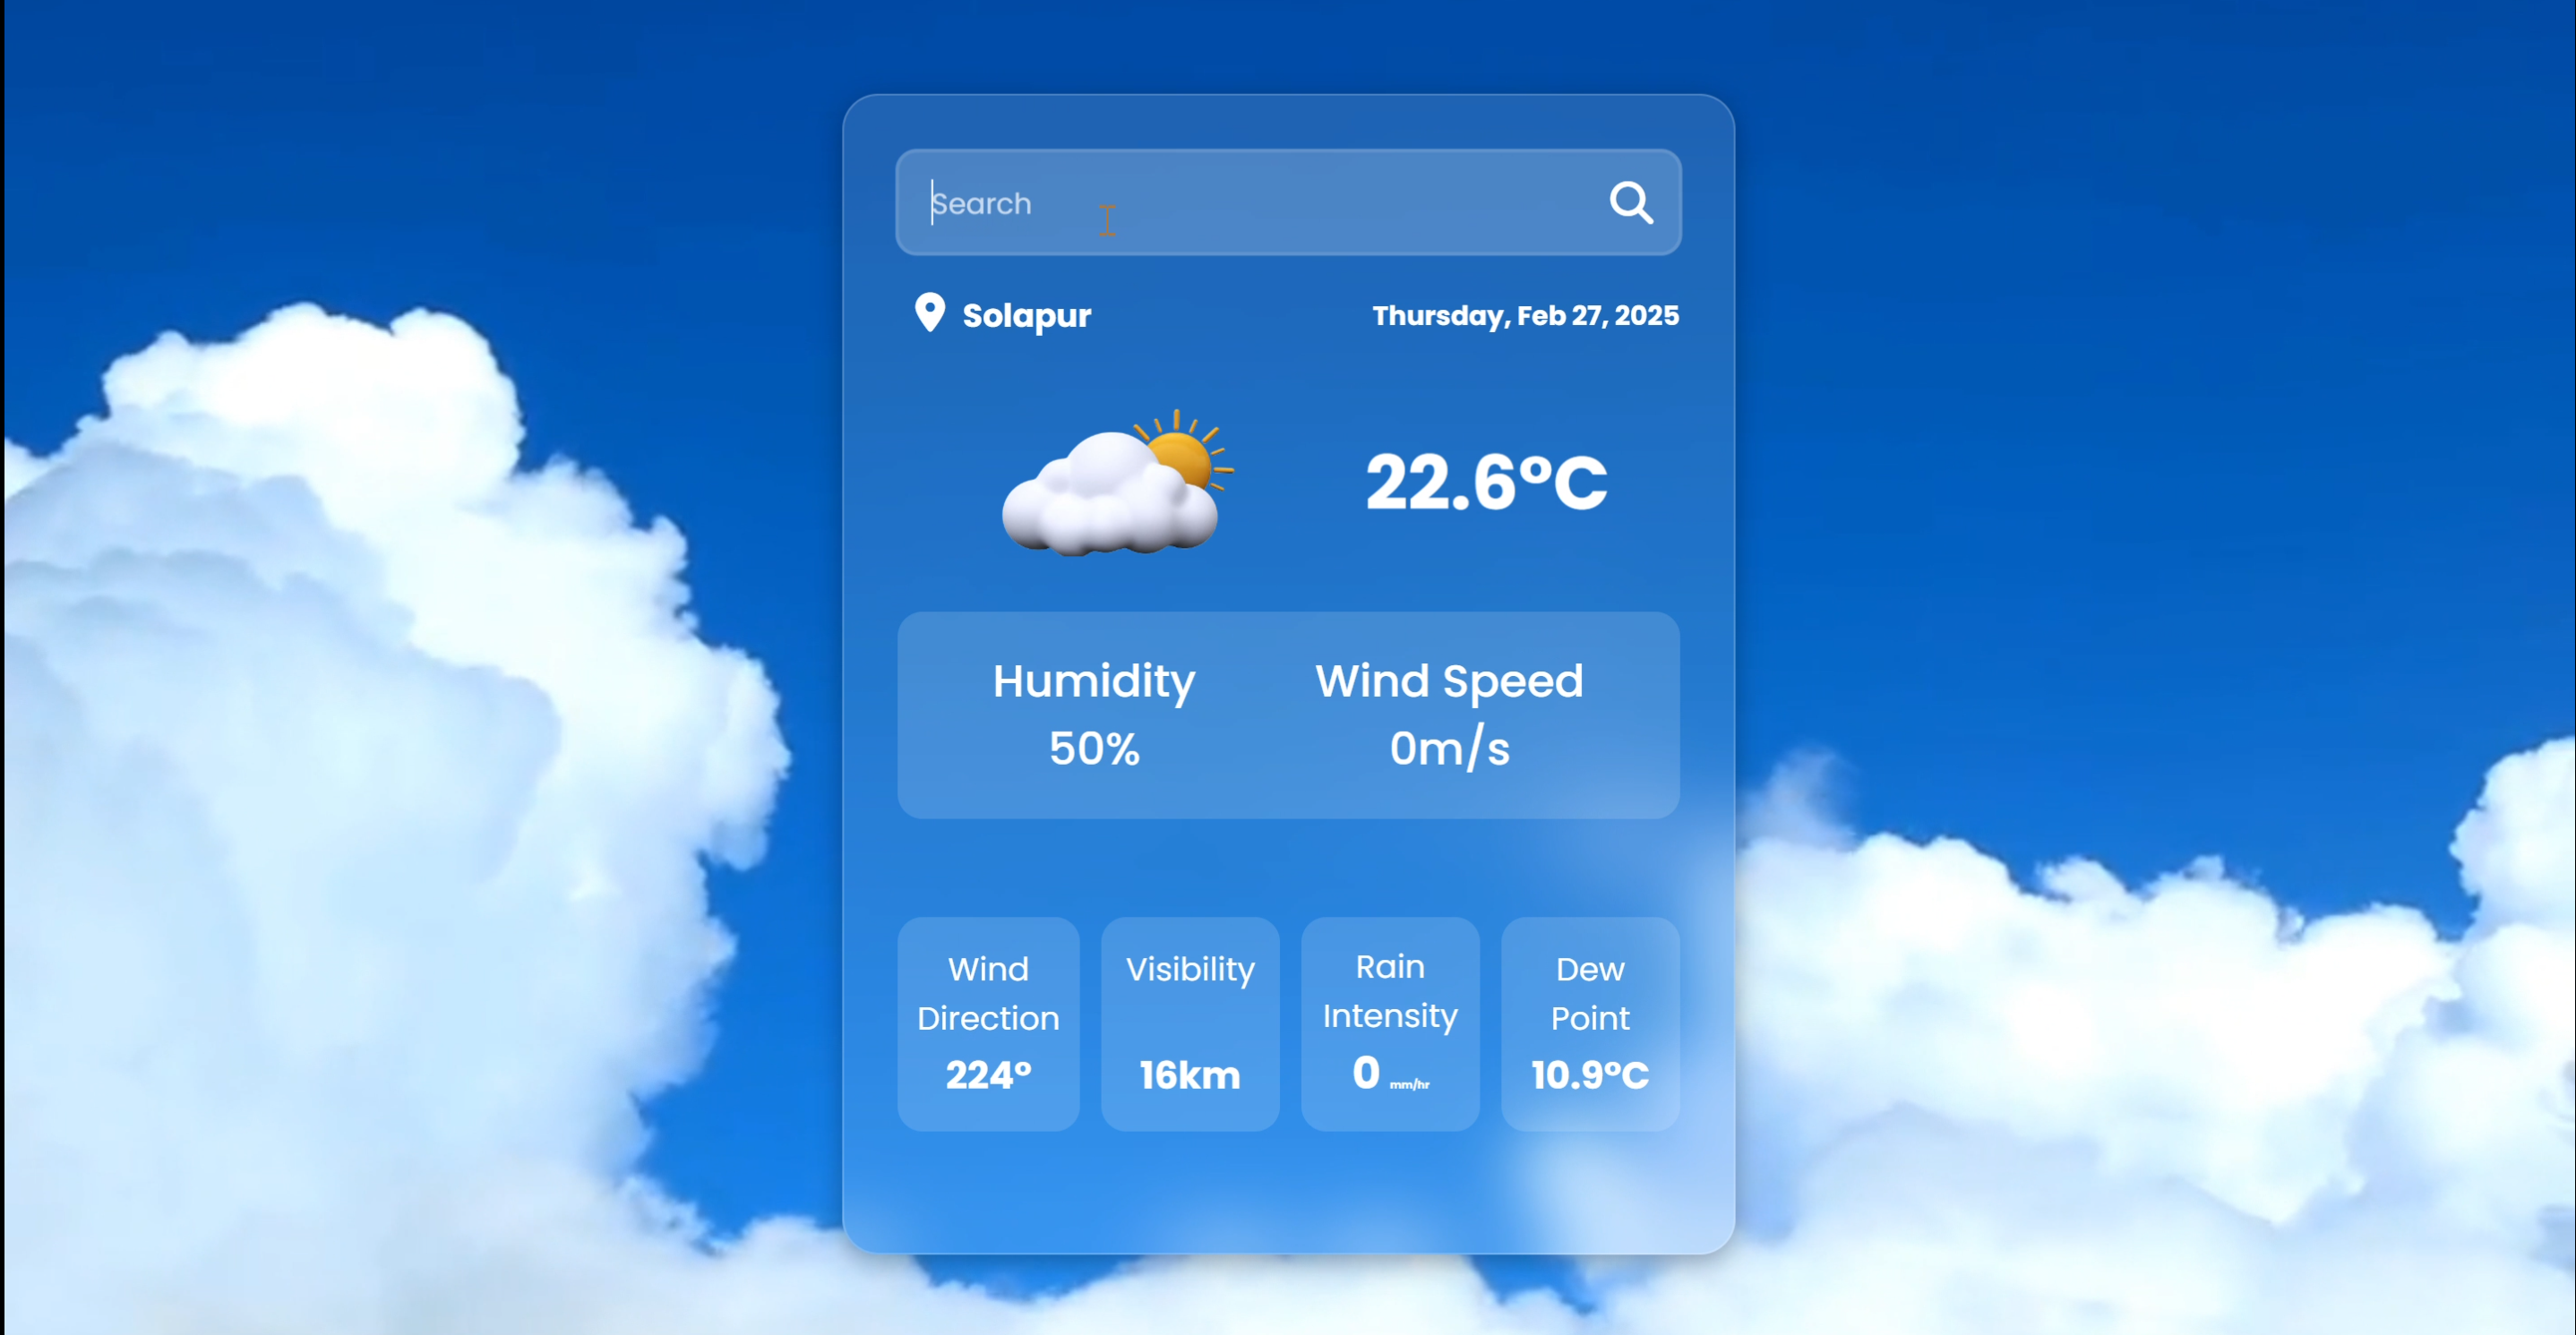 Search
Solapur
Thursday, Feb 27, 2025
22.6°C
Humidity
50%
Wind Speed
0m/s
Wind
Direction
224°
Visibility
16km
Rain
Intensity
0 mm/hr
Dew
Point
10.9°C